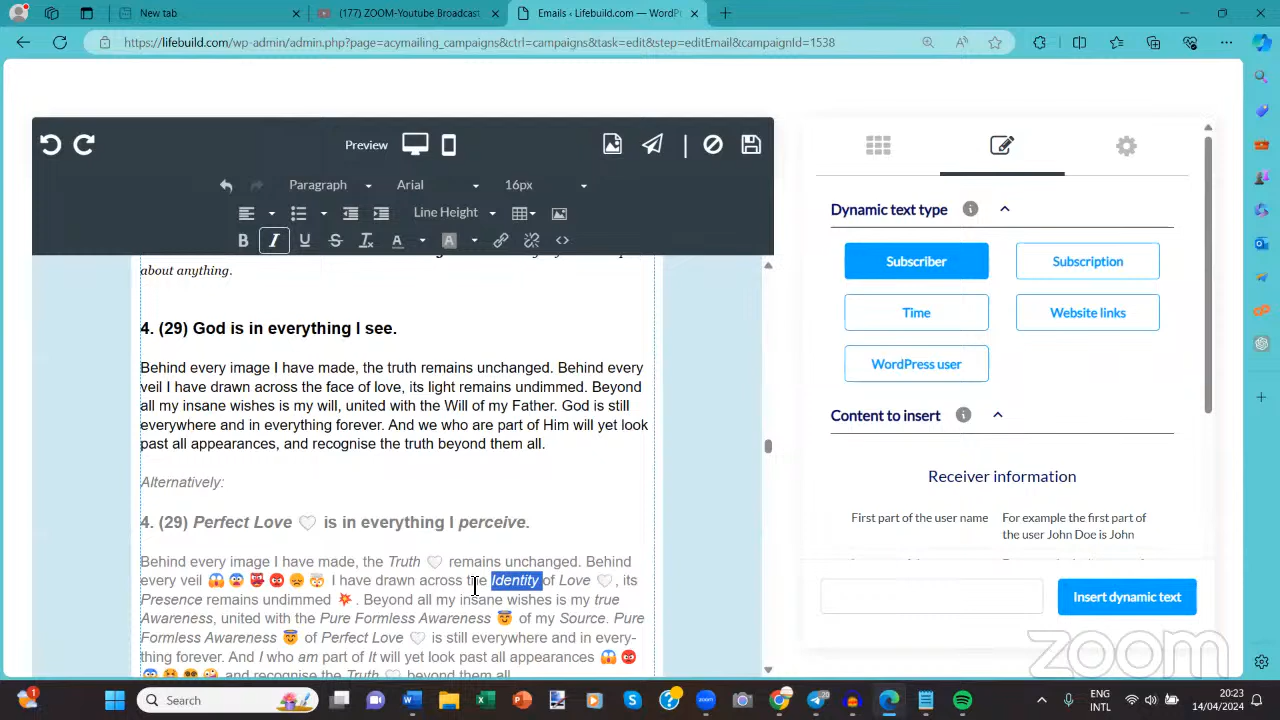 New tab
(177) ZOOM-Youtube Broadcast
Emails ‹ Lifebuild.com — WordPr
https://lifebuild.com/wp-admin/admin.php?page=acymailing_campaigns&ctrl=campaigns&task=edit&step=editEmail&campaignId=1538
Preview
Paragraph Arial 16px
Line Height
B I U S
about anything.
4. (29) God is in everything I see.
Behind every image I have made, the truth remains unchanged. Behind every
veil I have drawn across the face of love, its light remains undimmed. Beyond
all my insane wishes is my will, united with the Will of my Father. God is still
everywhere and in everything forever. And we who are part of Him will yet look
past all appearances, and recognise the truth beyond them all.
Alternatively:
4. (29) Perfect Love 🤍 is in everything I perceive.
Behind every image I have made, the Truth 🤍 remains unchanged. Behind
every veil 😱 😨 👹 😡 😠 🤯 I have drawn across the Identity of Love 🤍, its
Presence remains undimmed 💥 . Beyond all my insane wishes is my true
Awareness, united with the Pure Formless Awareness 😇 of my Source. Pure
Formless Awareness 😇 of Perfect Love 🤍 is still everywhere and in every-
thing forever. And I who am part of It will yet look past all appearances
and recognise the Truth 🤍 beyond them all.
Dynamic text type
Subscriber
Subscription
Time
Website links
WordPress user
Content to insert
Receiver information
First part of the user name
For example the first part of
the user John Doe is John
Insert dynamic text
zoom
1
Search
ENG
INTL
20:23
14/04/2024